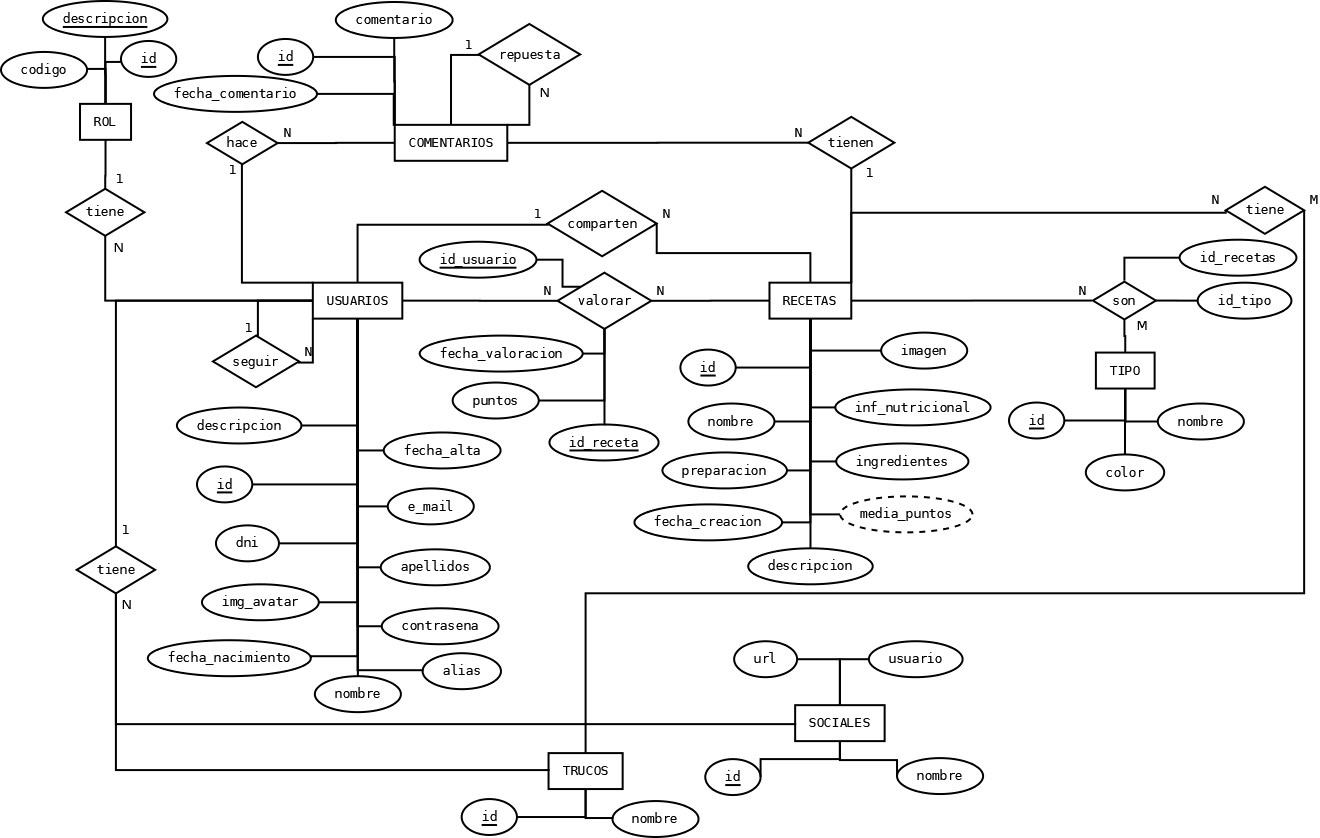 descripcion
comentario
id
codigo
id
repuesta
1
fecha_comentario
N
ROL
hace
N
COMENTARIOS
N
tienen
1
1
1
tiene
N
1
comparten
N
N
tiene
M
id_usuario
id_recetas
USUARIOS
N
valorar
N
RECETAS
N
son
id_tipo
1
seguir
N
M
fecha_valoracion
imagen
id
TIPO
puntos
inf_nutricional
descripcion
nombre
id
nombre
id_receta
fecha_alta
ingredientes
preparacion
color
id
e_mail
media_puntos
fecha_creacion
1
dni
descripcion
tiene
apellidos
N
img_avatar
contrasena
fecha_nacimiento
alias
url
usuario
nombre
SOCIALES
TRUCOS
id
nombre
id
nombre